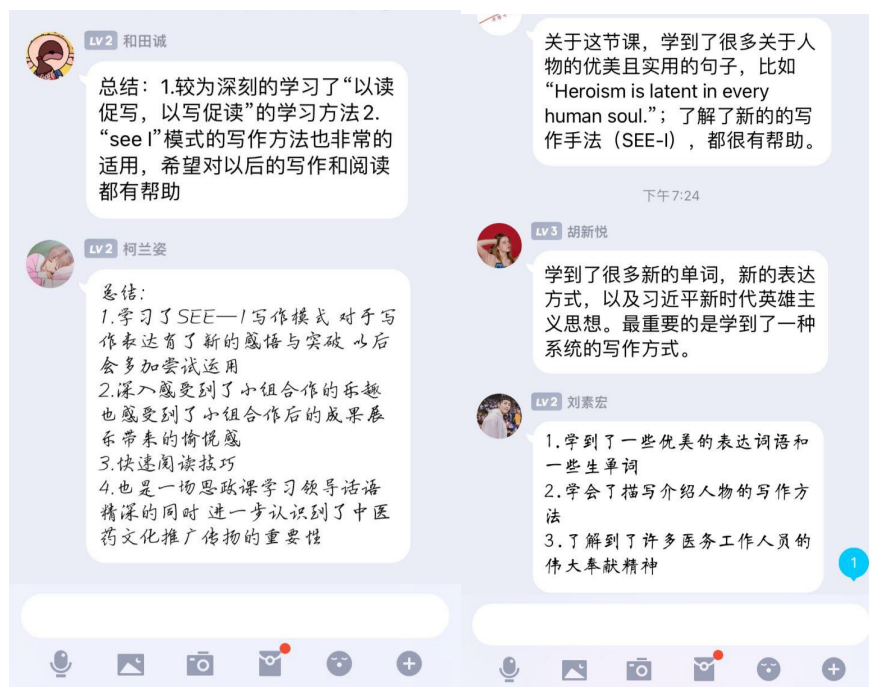 LV2 和田诚
总结：1.较为深刻的学习了“以读
促写，以写促读”的学习方法2.
“see I”模式的写作方法也非常的
适用，希望对以后的写作和阅读
都有帮助
LV2 柯兰姿
总结:
1.学习了SEE—I写作模式 对于写
作表达有了新的感悟与突破 以后
会多加尝试运用
2.深入感受到了小组合作的乐趣
也感受到了小组合作后的成果展
示带来的愉悦感
3.快速阅读技巧
4.也是一场思政课学习领导话语
精深的同时 进一步认识到了中医
药文化推广传扬的重要性
关于这节课，学到了很多关于人
物的优美且实用的句子，比如
“Heroism is latent in every
human soul.”；了解了新的的写
作手法（SEE-I），都很有帮助。
下午7:24
LV3 胡新悦
学到了很多新的单词，新的表达
方式，以及习近平新时代英雄主
义思想。最重要的是学到了一种
系统的写作方式。
LV2 刘素宏
1.学到了一些优美的表达词语和
一些生单词
2.学会了描写介绍人物的写作方
法
3.了解到了许多医务工作人员的
伟大奉献精神
1